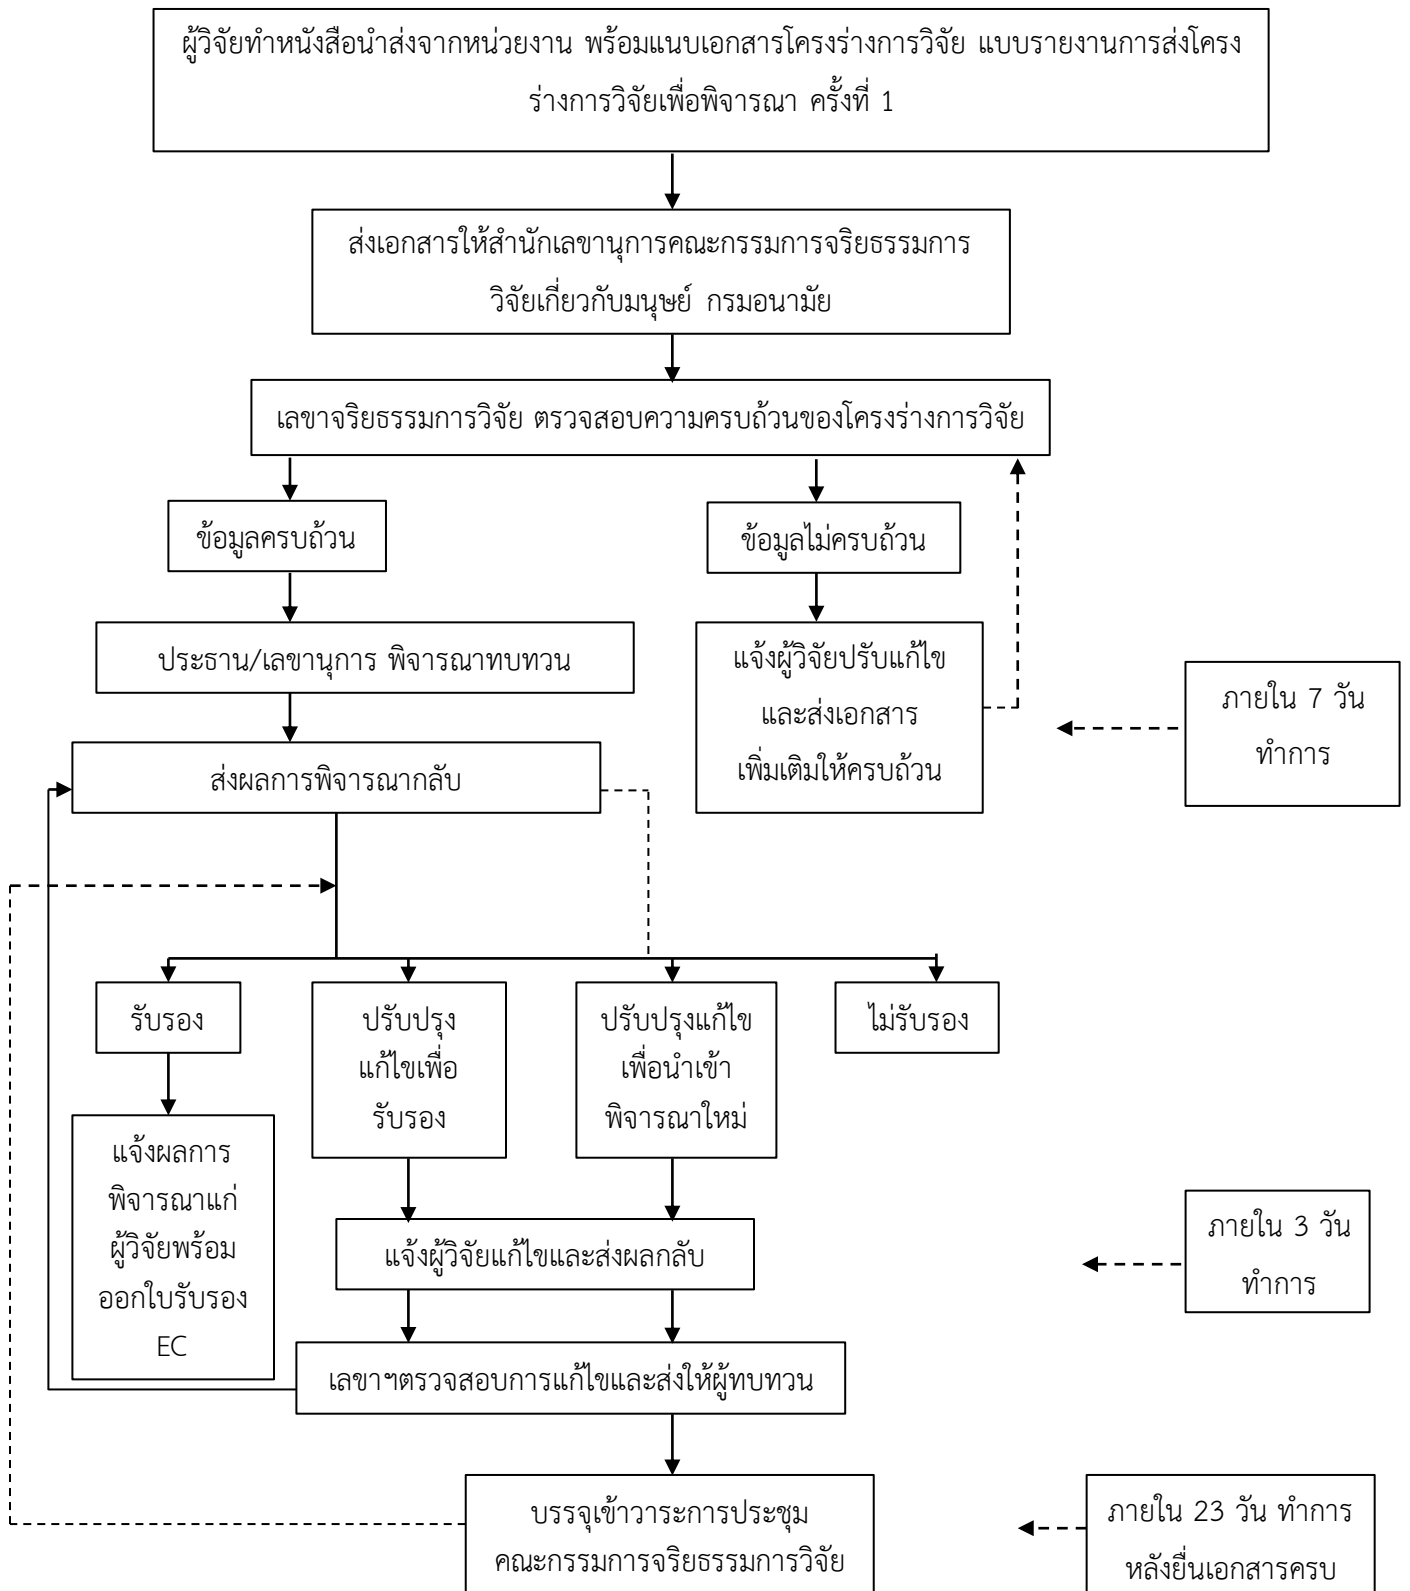 ผู้วิจัยทำหนังสือนำส่งจากหน่วยงาน พร้อมแนบเอกสารโครงร่างการวิจัย แบบรายงานการส่งโครง
ร่างการวิจัยเพื่อพิจารณา ครั้งที่ 1
ส่งเอกสารให้สำนักเลขานุการคณะกรรมการจริยธรรมการ
วิจัยเกี่ยวกับมนุษย์ กรมอนามัย
เลขาจริยธรรมการวิจัย ตรวจสอบความครบถ้วนของโครงร่างการวิจัย
ข้อมูลครบถ้วน
ข้อมูลไม่ครบถ้วน
ประธาน/เลขานุการ พิจารณาทบทวน
แจ้งผู้วิจัยปรับแก้ไข
และส่งเอกสาร
เพิ่มเติมให้ครบถ้วน
ภายใน 7 วัน
ทำการ
ส่งผลการพิจารณากลับ
รับรอง
ปรับปรุง
แก้ไขเพื่อ
รับรอง
ปรับปรุงแก้ไข
เพื่อนำเข้า
พิจารณาใหม่
ไม่รับรอง
แจ้งผลการ
พิจารณาแก่
ผู้วิจัยพร้อม
ออกใบรับรอง
EC
แจ้งผู้วิจัยแก้ไขและส่งผลกลับ
ภายใน 3 วัน
ทำการ
เลขาฯตรวจสอบการแก้ไขและส่งให้ผู้ทบทวน
บรรจุเข้าวาระการประชุม
คณะกรรมการจริยธรรมการวิจัย
ภายใน 23 วัน ทำการ
หลังยื่นเอกสารครบ